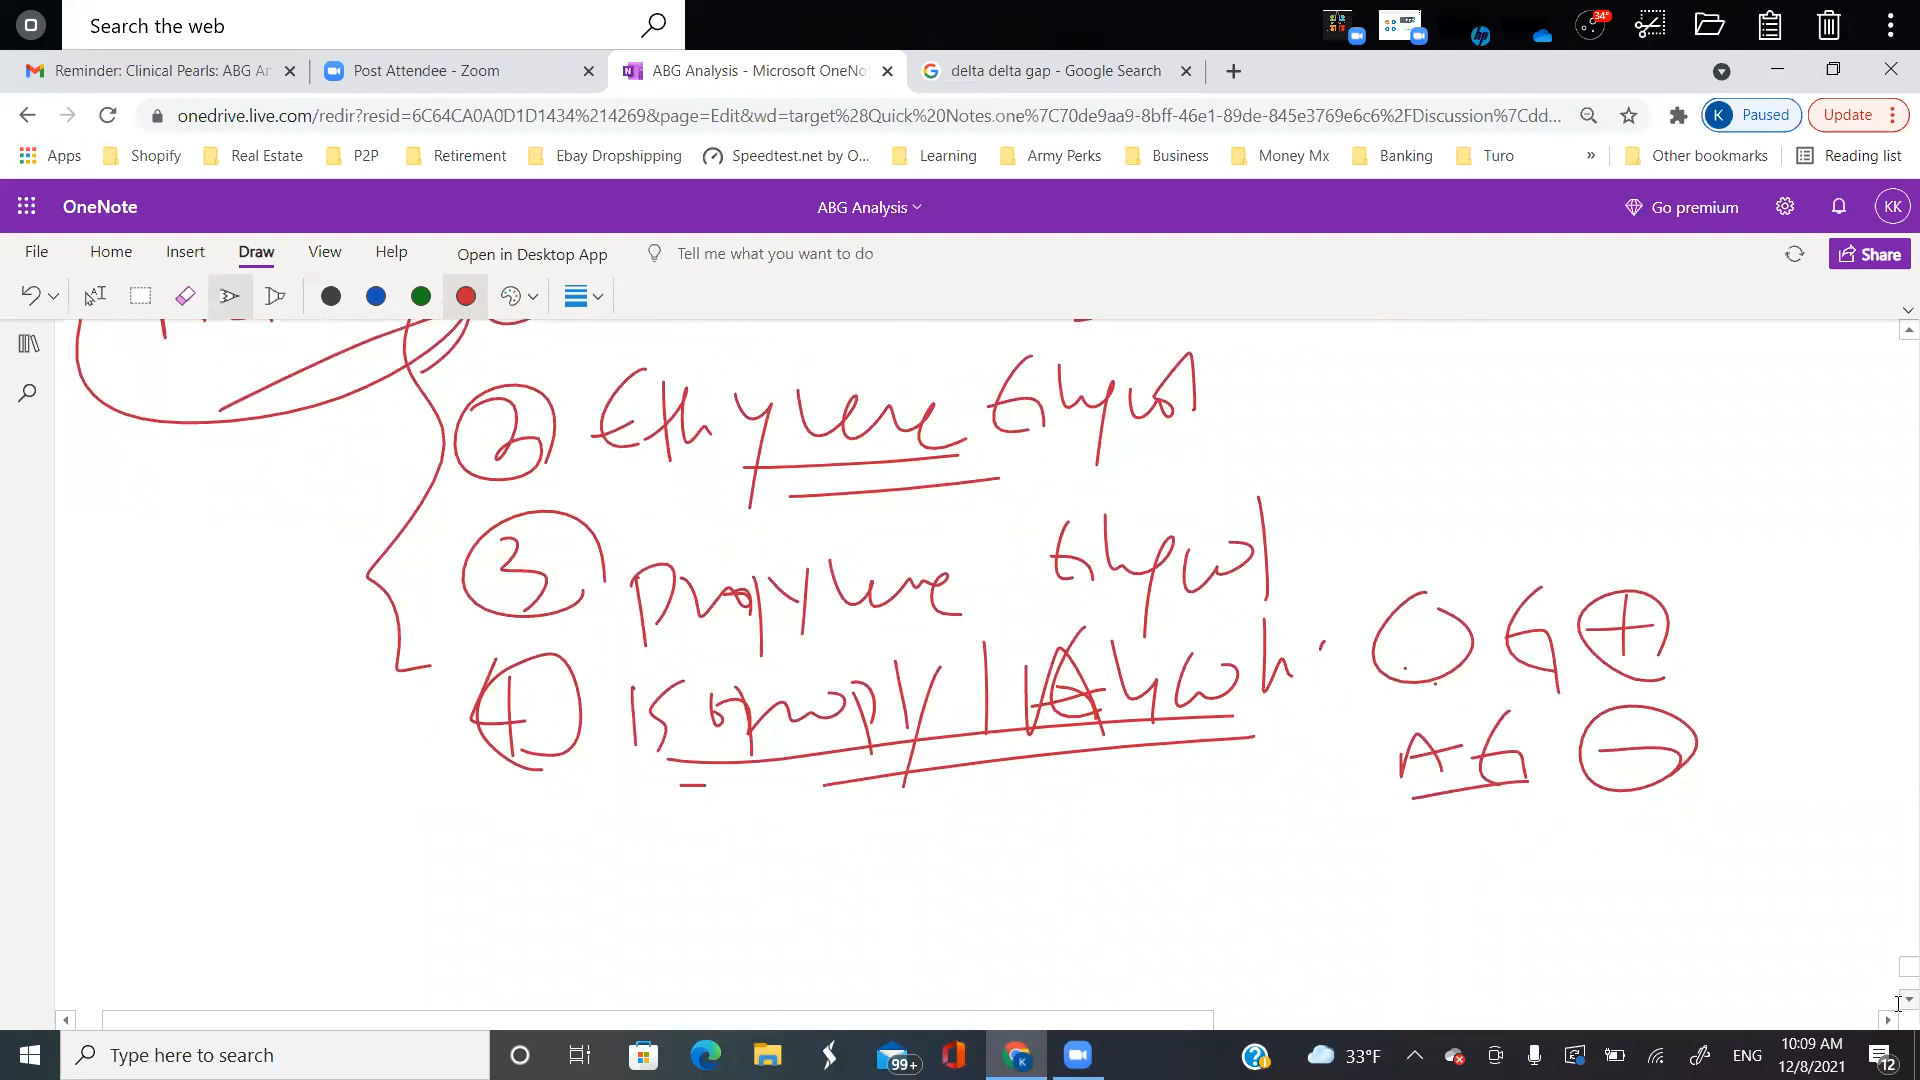 Search the web
34°
Reminder: Clinical Pearls: ABG An
Post Attendee - Zoom
ABG Analysis - Microsoft OneNo
delta delta gap - Google Search
onedrive.live.com/redir?resid=6C64CA0A0D1D1434%214269&page=Edit&wd=target%28Quick%20Notes.one%7C70de9aa9-8bff-46e1-89de-845e3769e6c6%2FDiscussion%7Cdd...
K Paused
Update
Apps Shopify Real Estate P2P Retirement Ebay Dropshipping Speedtest.net by O... Learning Army Perks Business Money Mx Banking Turo » Other bookmarks Reading list
OneNote
ABG Analysis
Go premium
KK
File Home Insert Draw View Help Open in Desktop App Tell me what you want to do
Share
2 Ethylene Glycol
3 Propylene Glycol
4 Isopropyl Alycoh. O G +
AG −
Type here to search
99+
33°F
ENG
10:09 AM
12/8/2021
12